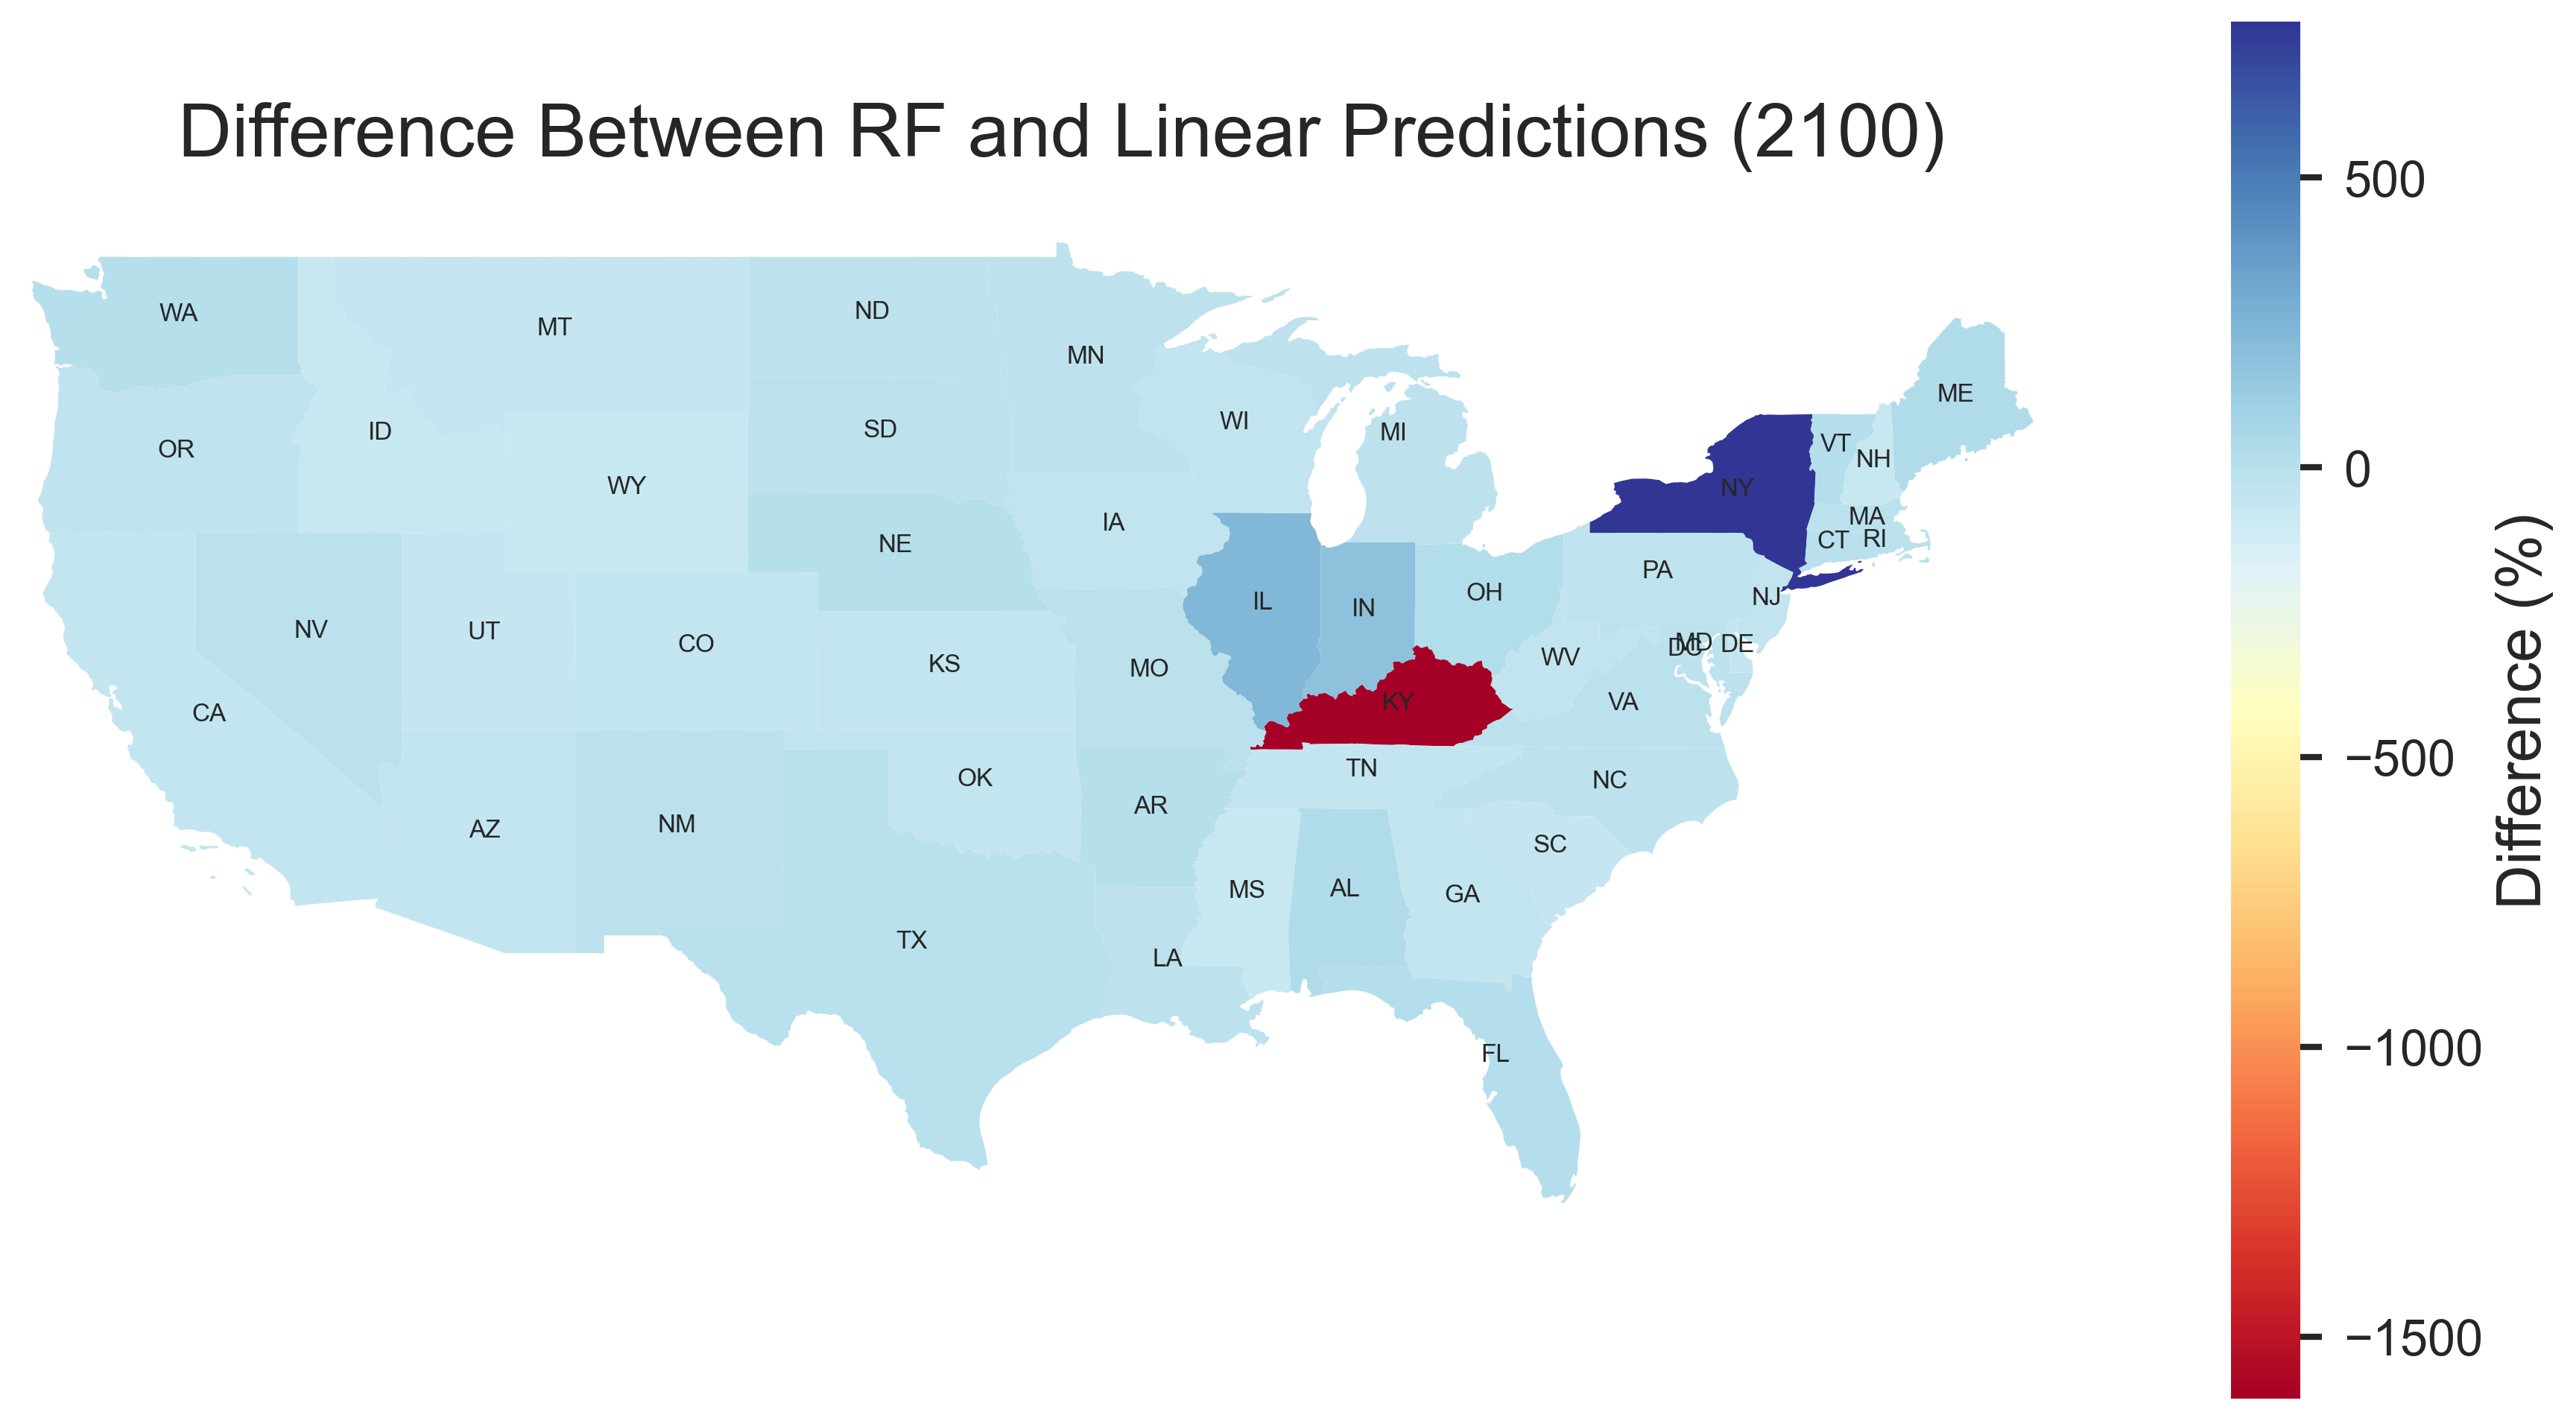 Difference Between RF and Linear Predictions (2100)
WA
MT
ND
MN
ME
OR
ID
SD
WI
MI
VT
NH
WY
NY
IA
MA
NE
CT
RI
PA
IL
IN
OH
NJ
NV
UT
CO
KS
MO
WV
MD
DC
DE
CA
KY
VA
OK
TN
NC
AZ
NM
AR
SC
MS
AL
GA
TX
LA
FL
500
0
−500
−1000
−1500
Difference (%)